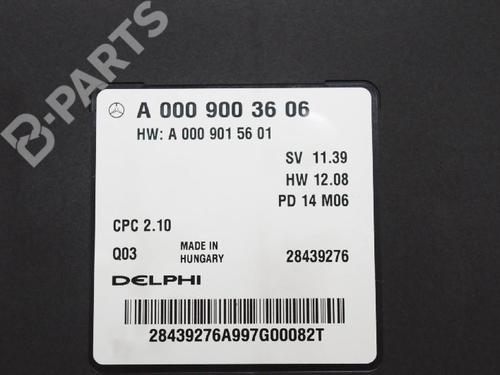 B-PARTS
A 000 900 36 06
HW: A 000 901 56 01
SV 11.39
HW 12.08
PD 14 M06
CPC 2.10
Q03
MADE IN
HUNGARY
28439276
DELPHI
28439276A997G00082T